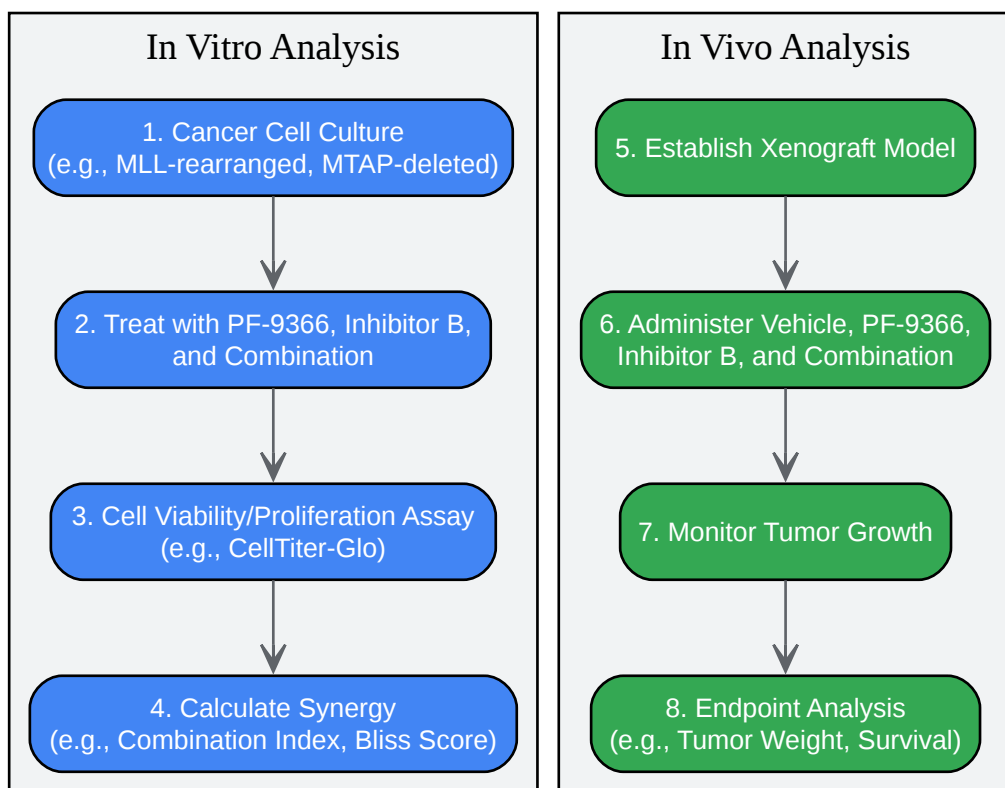 In Vitro Analysis
1. Cancer Cell Culture
(e.g., MLL-rearranged, MTAP-deleted)
2. Treat with PF-9366, Inhibitor B,
and Combination
3. Cell Viability/Proliferation Assay
(e.g., CellTiter-Glo)
4. Calculate Synergy
(e.g., Combination Index, Bliss Score)
In Vivo Analysis
5. Establish Xenograft Model
6. Administer Vehicle, PF-9366,
Inhibitor B, and Combination
7. Monitor Tumor Growth
8. Endpoint Analysis
(e.g., Tumor Weight, Survival)